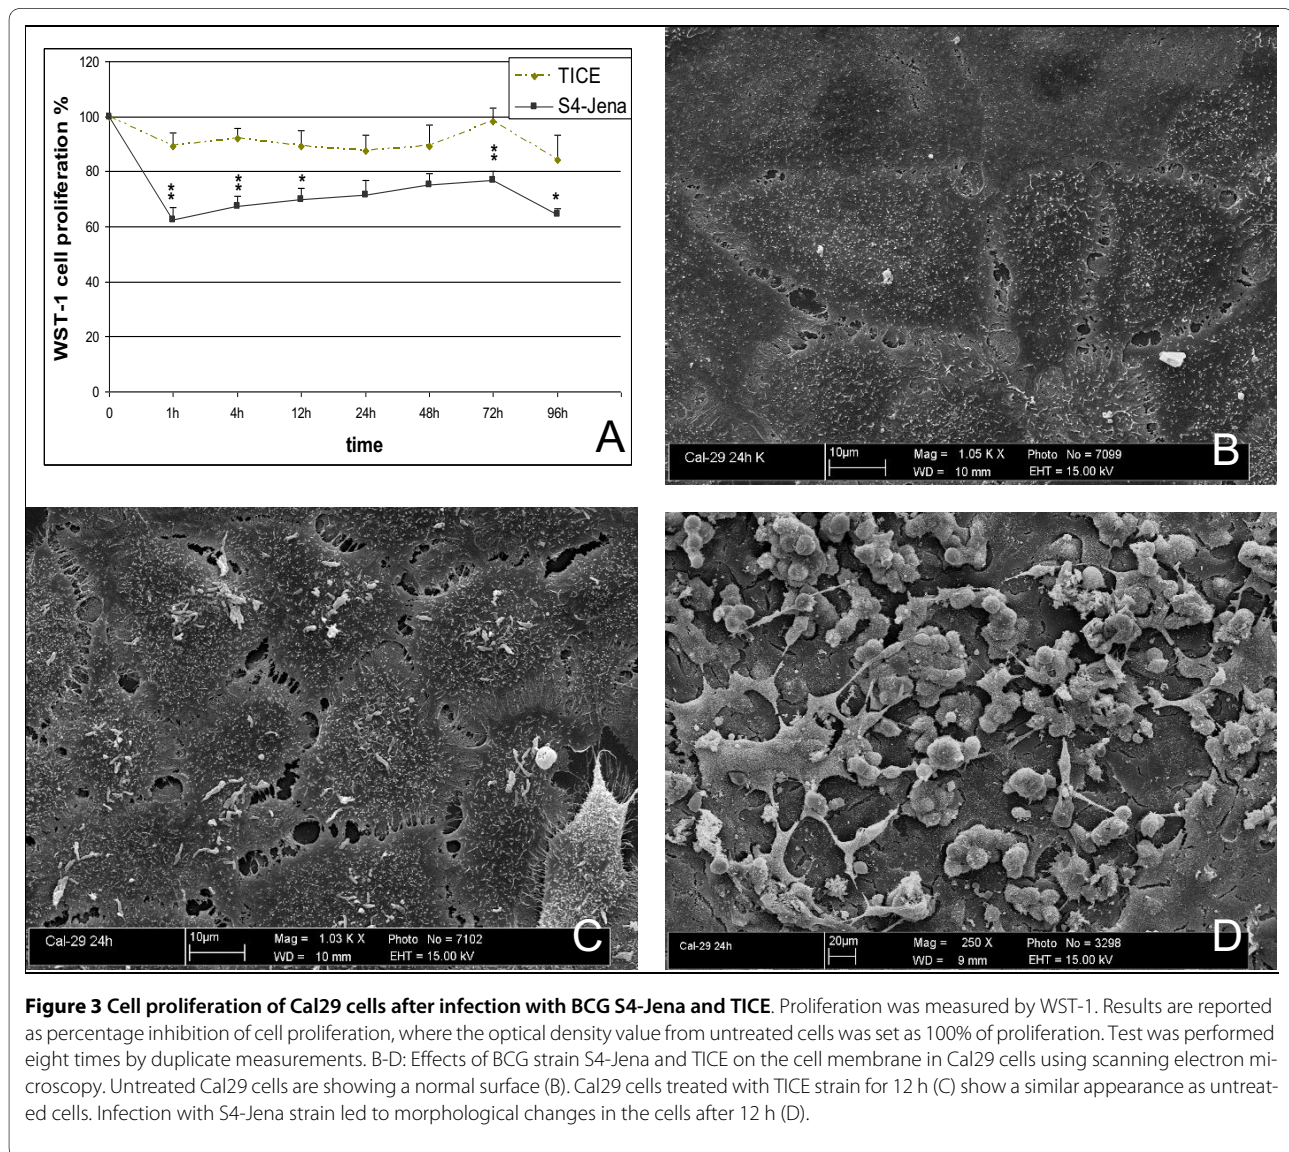 120
100
80
60
40
20
0
WST-1 cell proliferation %
TICE
S4-Jena
**
**
*
**
*
0 1h 4h 12h 24h 48h 72h 96h
time
A
Cal-29 24h K
10µm
Mag = 1.05 K X Photo No = 7099
WD = 10 mm EHT = 15.00 kV
B
Cal-29 24h
10µm
Mag = 1.03 K X Photo No = 7102
WD = 10 mm EHT = 15.00 kV
C
Cal-29 24h
20µm
Mag = 250 X Photo No = 3298
WD = 9 mm EHT = 15.00 kV
D
Figure 3 Cell proliferation of Cal29 cells after infection with BCG S4-Jena and TICE. Proliferation was measured by WST-1. Results are reported
as percentage inhibition of cell proliferation, where the optical density value from untreated cells was set as 100% of proliferation. Test was performed
eight times by duplicate measurements. B-D: Effects of BCG strain S4-Jena and TICE on the cell membrane in Cal29 cells using scanning electron mi-
croscopy. Untreated Cal29 cells are showing a normal surface (B). Cal29 cells treated with TICE strain for 12 h (C) show a similar appearance as untreat-
ed cells. Infection with S4-Jena strain led to morphological changes in the cells after 12 h (D).